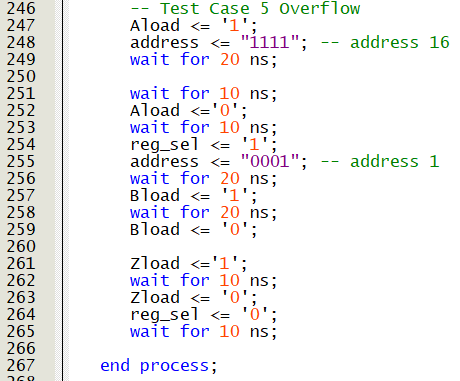 246 -- Test Case 5 Overflow
247 Aload <= '1';
248 address <= "1111"; -- address 16
249 wait for 20 ns;
250
251 wait for 10 ns;
252 Aload <='0';
253 wait for 10 ns;
254 reg_sel <= '1';
255 address <= "0001"; -- address 1
256 wait for 20 ns;
257 Bload <= '1';
258 wait for 20 ns;
259 Bload <= '0';
260
261 Zload <='1';
262 wait for 10 ns;
263 Zload <= '0';
264 reg_sel <= '0';
265 wait for 10 ns;
266
267 end process;
268